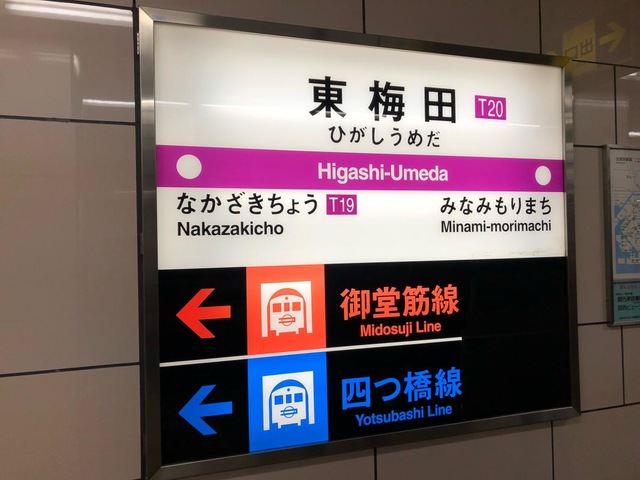 東梅田 T20
ひがしうめだ
Higashi-Umeda
なかざきちょう T19
Nakazakicho
みなみもりまち
Minami-morimachi
御堂筋線
Midosuji Line
四つ橋線
Yotsubashi Line
口出